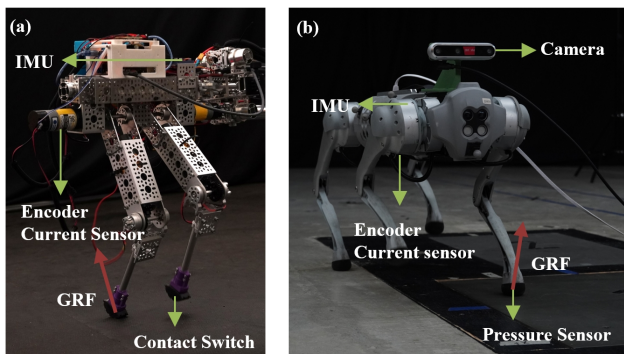 (a)
IMU
Encoder
Current Sensor
GRF
Contact Switch
(b)
Camera
IMU
Encoder
Current sensor
GRF
Pressure Sensor